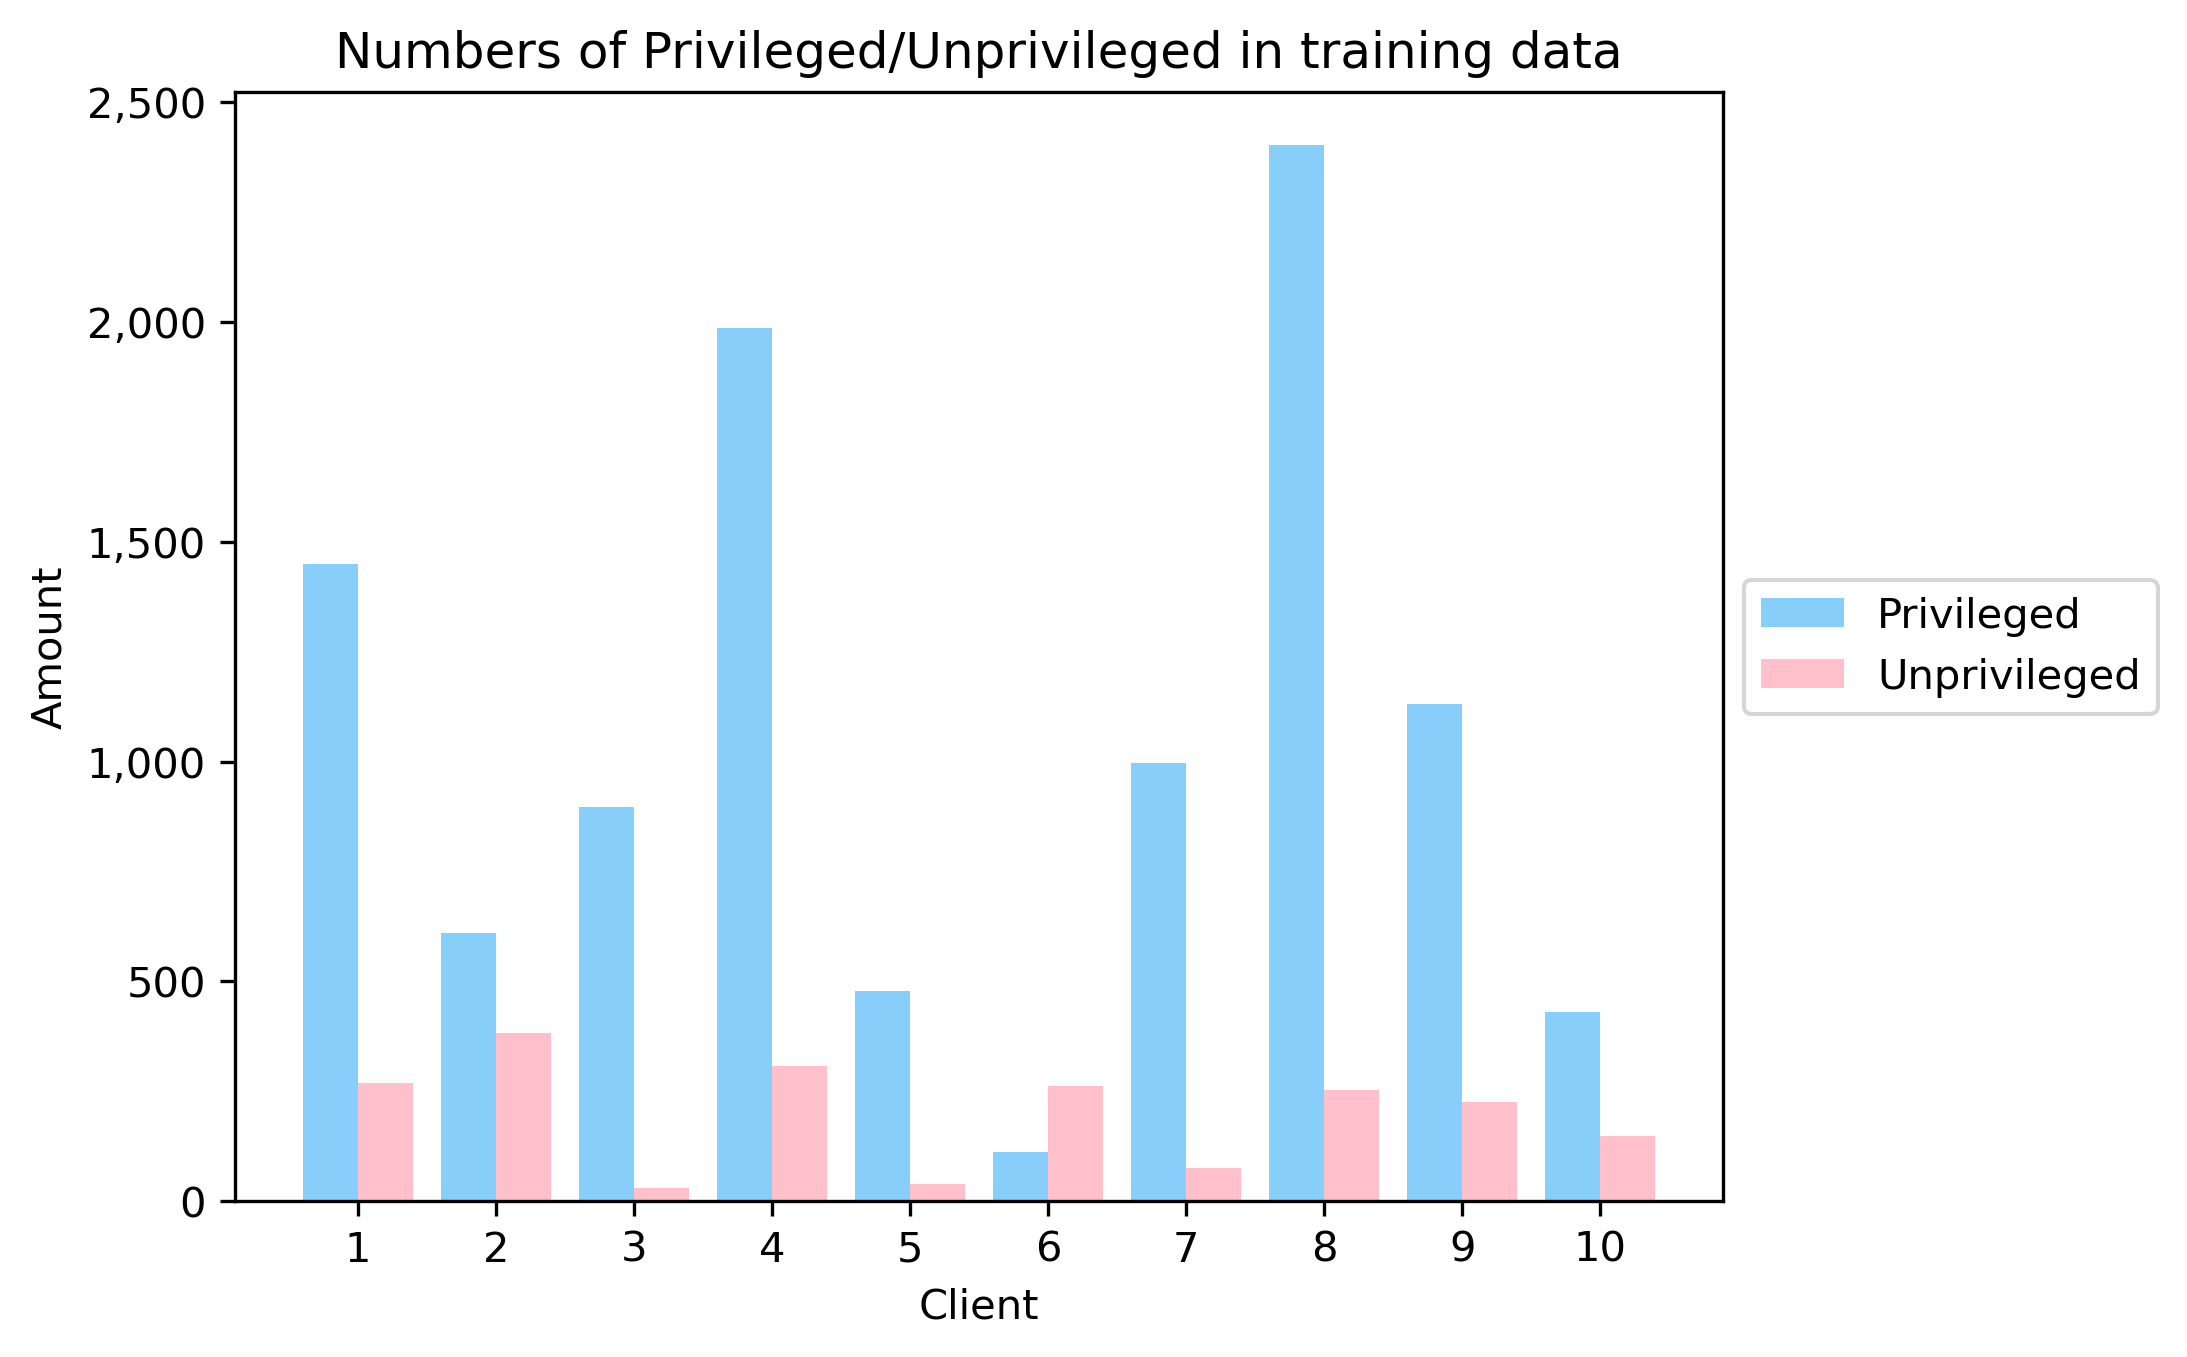 Numbers of Privileged/Unprivileged in training data
2,500
2,000
1,500
1,000
500
0
Amount
1 2 3 4 5 6 7 8 9 10
Client
Privileged
Unprivileged